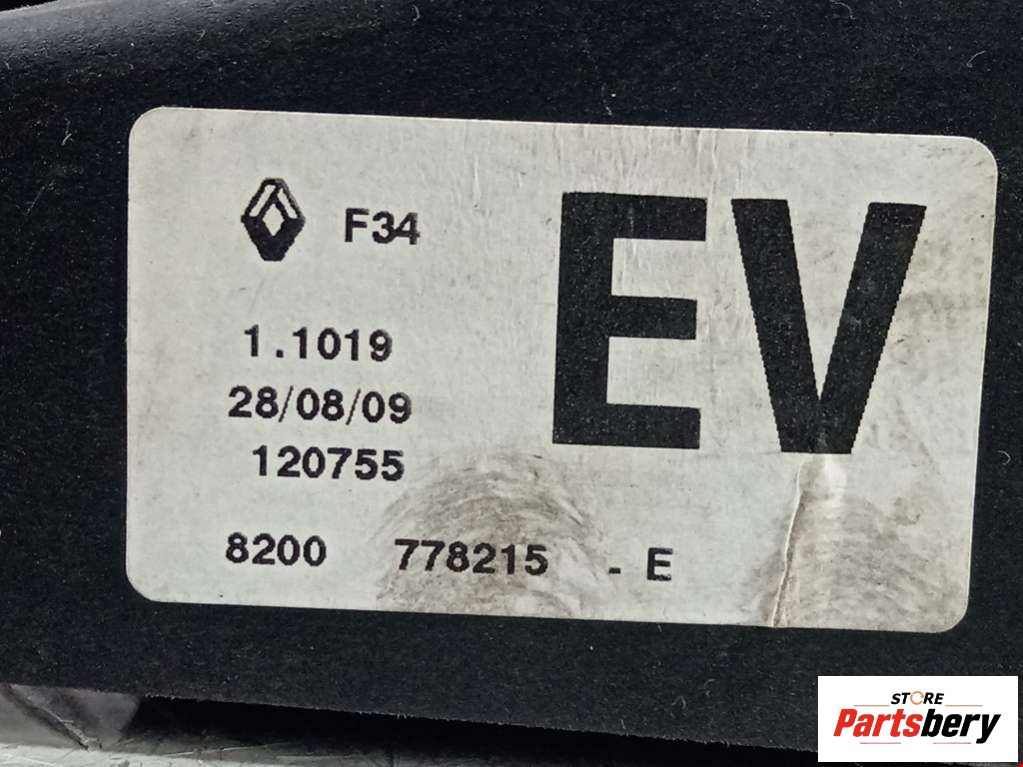 F34
EV
1.1019
28/08/09
120755
8200 778215 - E
STORE
Partsbery